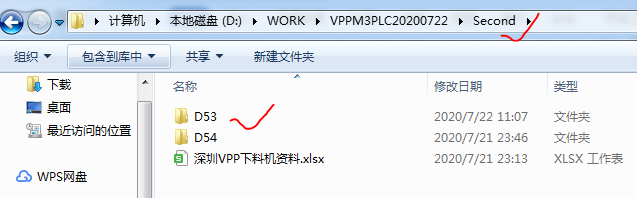 计算机 ▸ 本地磁盘 (D:) ▸ WORK ▸ VPPM3PLC20200722 ▸ Second ▸
组织 包含到库中 共享 新建文件夹
下载
桌面
最近访问的位置
WPS网盘
名称 修改日期 类型
D53 2020/7/22 11:07 文件夹
D54 2020/7/21 23:46 文件夹
深圳VPP下料机资料.xlsx 2020/7/21 23:13 XLSX 工作表